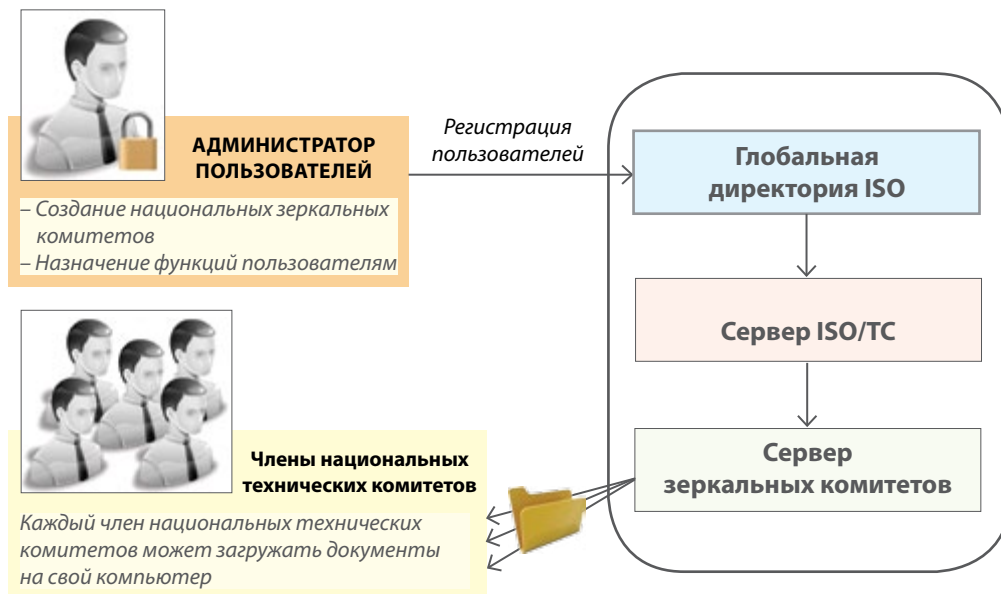 АДМИНИСТРАТОР
ПОЛЬЗОВАТЕЛЕЙ
– Создание национальных зеркальных
комитетов
– Назначение функций пользователям
Регистрация
пользователей
Глобальная
директория ISO
Сервер ISO/TC
Сервер
зеркальных комитетов
Члены национальных
технических комитетов
Каждый член национальных технических
комитетов может загружать документы
на свой компьютер